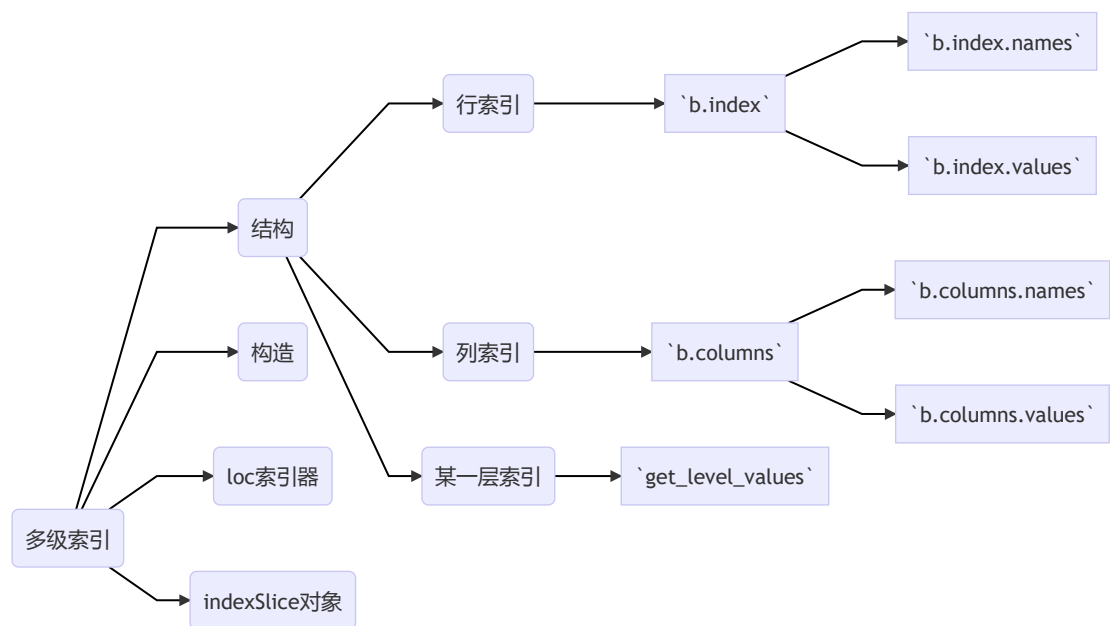 `b.index.names`
行索引
`b.index`
`b.index.values`
结构
`b.columns.names`
构造
列索引
`b.columns`
`b.columns.values`
loc索引器
某一层索引
`get_level_values`
多级索引
indexSlice对象